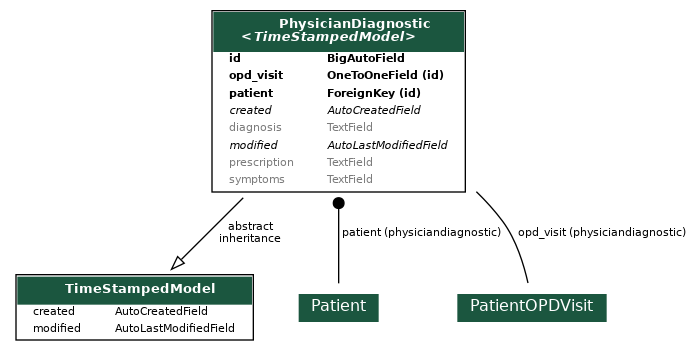 PhysicianDiagnostic
<TimeStampedModel>
id BigAutoField
opd_visit OneToOneField (id)
patient ForeignKey (id)
created AutoCreatedField
diagnosis TextField
modified AutoLastModifiedField
prescription TextField
symptoms TextField
abstract
inheritance
patient (physiciandiagnostic)
opd_visit (physiciandiagnostic)
TimeStampedModel
created AutoCreatedField
modified AutoLastModifiedField
Patient
PatientOPDVisit